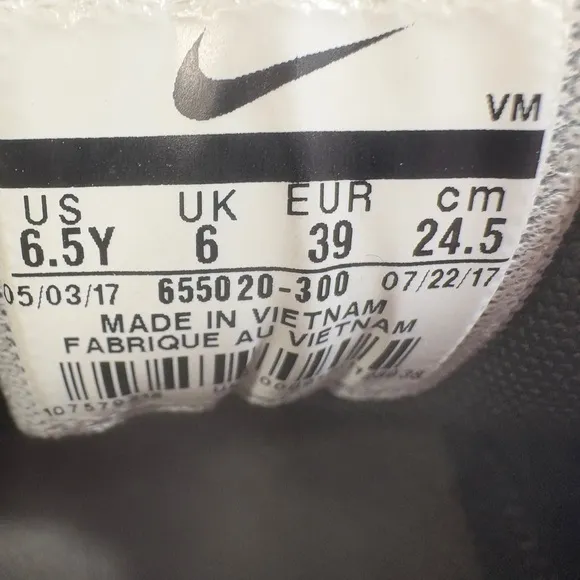 VM
US UK EUR cm
6.5Y 6 39 24.5
05/03/17 655020-300 07/22/17
MADE IN VIETNAM
FABRIQUE AU VIETNAM